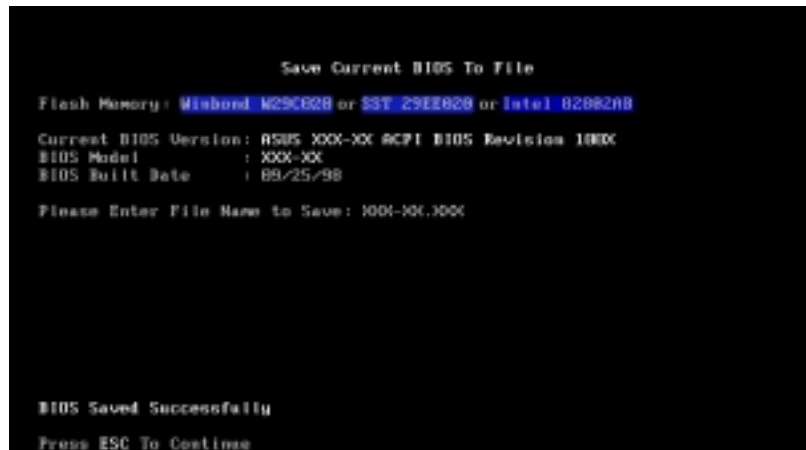 Save Current BIOS To File
Flash Memory: Winbond W29C020 or SST 29EE020 or Intel 82802AB
Current BIOS Version: ASUS XXX-XX ACPI BIOS Revision 100X
BIOS Model : XXX-XX
BIOS Built Date : 09/25/98
Please Enter File Name to Save: XXX-XX.XXX
BIOS Saved Successfully
Press ESC To Continue